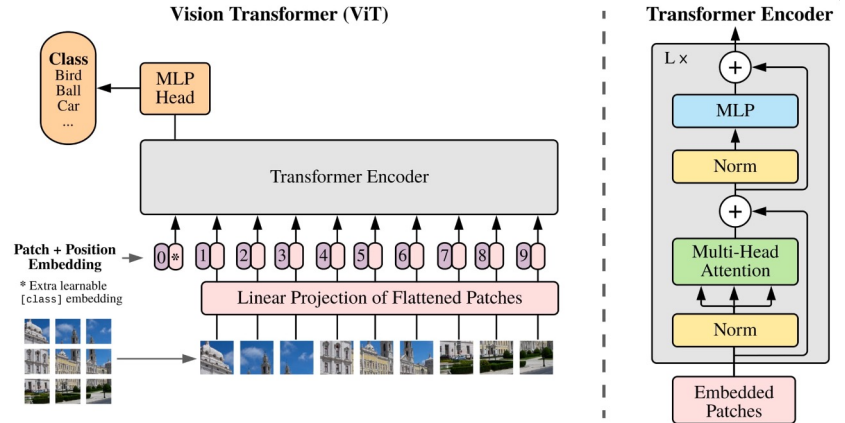 Vision Transformer (ViT)
Class
Bird
Ball
Car
...
MLP
Head
Transformer Encoder
Patch + Position
Embedding
0 * 1 2 3 4 5 6 7 8 9
* Extra learnable
[class] embedding
Linear Projection of Flattened Patches
Transformer Encoder
L ×
+
MLP
Norm
+
Multi-Head
Attention
Norm
Embedded
Patches